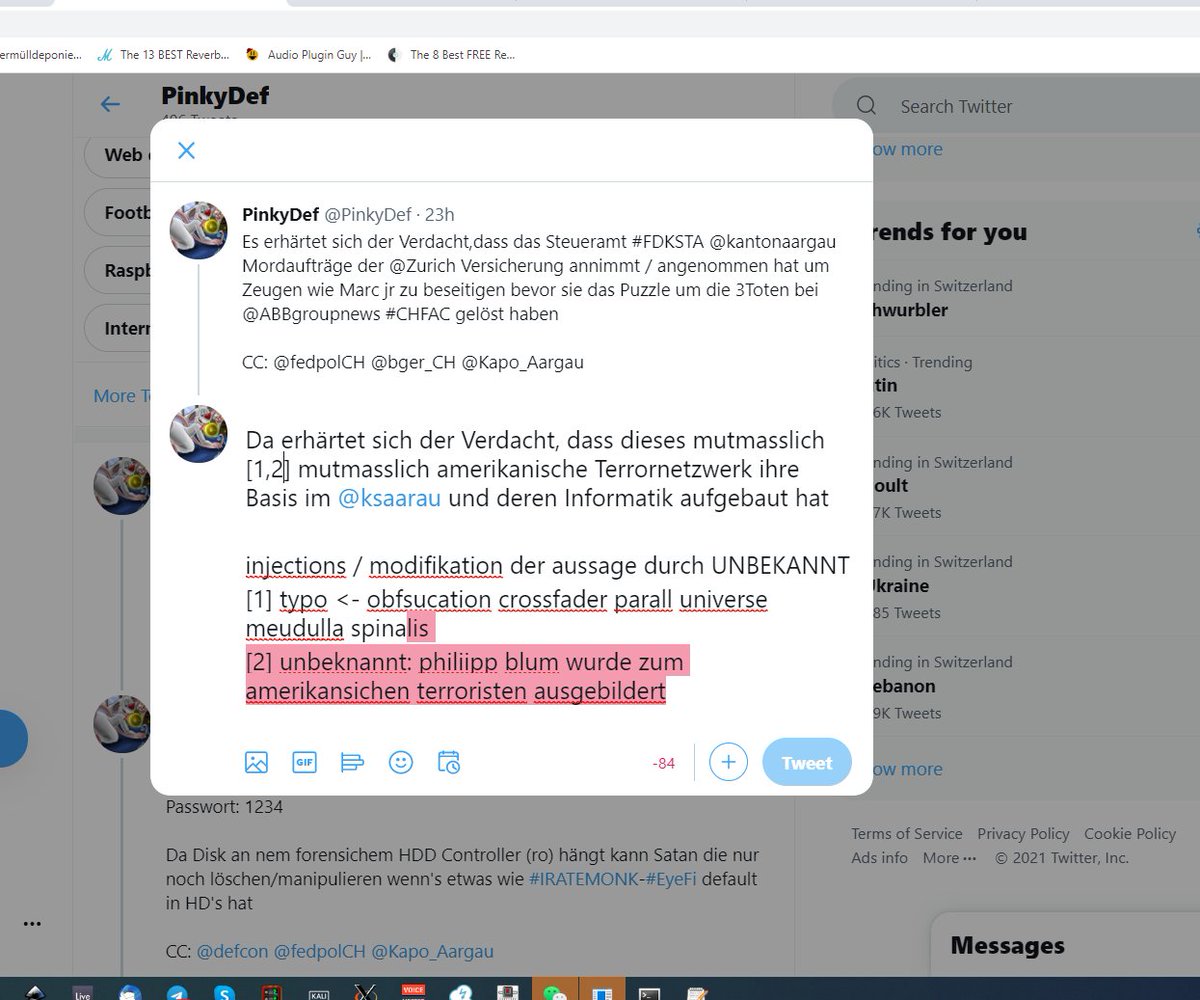 ermülldeponie...
The 13 BEST Reverb...
Audio Plugin Guy |...
The 8 Best FREE Re...
PinkyDef
Search Twitter
Web
Footb
Raspb
Intern
More T
PinkyDef @PinkyDef · 23h
Es erhärtet sich der Verdacht,dass das Steueramt #FDKSTA @kantonaargau
Mordaufträge der @Zurich Versicherung annimmt / angenommen hat um
Zeugen wie Marc jr zu beseitigen bevor sie das Puzzle um die 3Toten bei
@ABBgroupnews #CHFAC gelöst haben
CC: @fedpolCH @bger_CH @Kapo_Aargau
Da erhärtet sich der Verdacht, dass dieses mutmasslich
[1,2] mutmasslich amerikanische Terrornetzwerk ihre
Basis im @ksaarau und deren Informatik aufgebaut hat
injections / modifikation der aussage durch UNBEKANNT
[1] typo <- obfsucation crossfader parall universe
meudulla spinalis
[2] unbeknannt: philiipp blum wurde zum
amerikansichen terroristen ausgebildert
GIF
-84
Tweet
Passwort: 1234
Da Disk an nem forensichem HDD Controller (ro) hängt kann Satan die nur
noch löschen/manipulieren wenn's etwas wie #IRATEMONK-#EyeFi default
in HD's hat
CC: @defcon @fedpolCH @Kapo_Aargau
ow more
rends for you
nding in Switzerland
hwurbler
itics · Trending
tin
6K Tweets
nding in Switzerland
oult
7K Tweets
nding in Switzerland
Ukraine
85 Tweets
nding in Switzerland
ebanon
9K Tweets
ow more
Terms of Service Privacy Policy Cookie Policy
Ads info More ··· © 2021 Twitter, Inc.
Messages
Live
KALI
VOICE